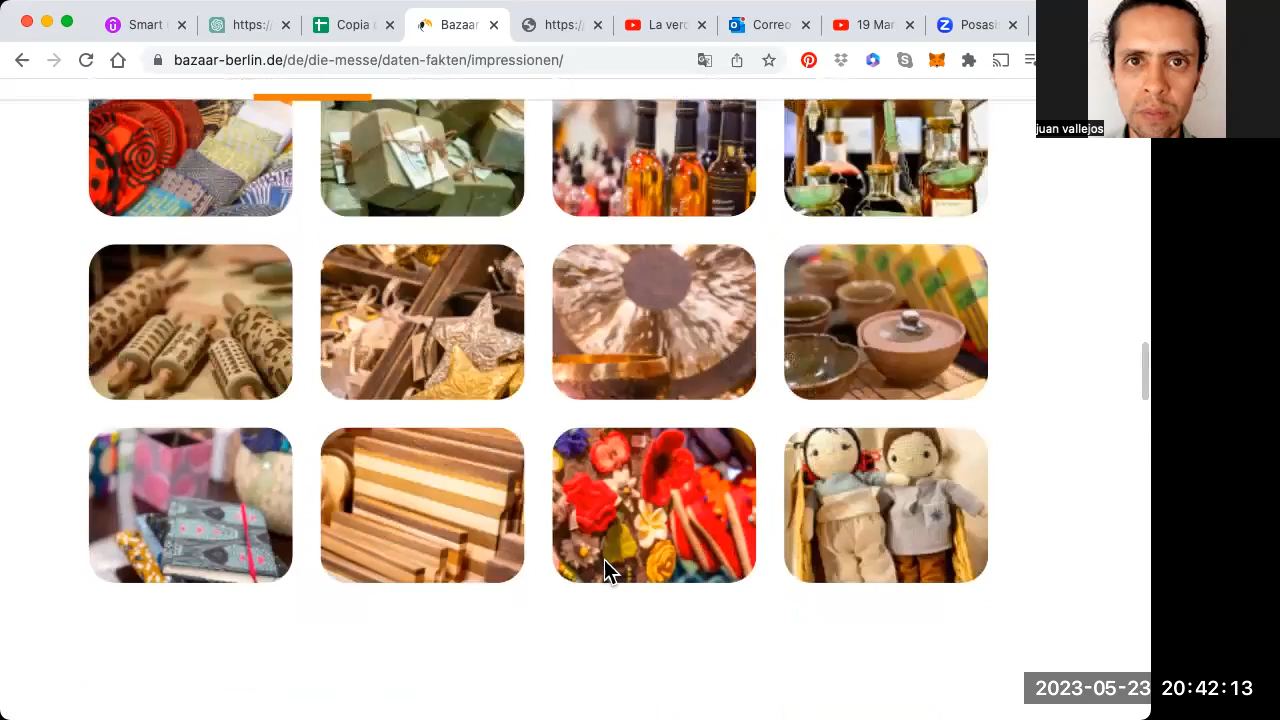 Smart
https://
Copia
Bazaar
https://
La verd
Correo
19 Mar
Posas
bazaar-berlin.de/de/die-messe/daten-fakten/impressionen/
juan vallejos
2023-05-23 20:42:13